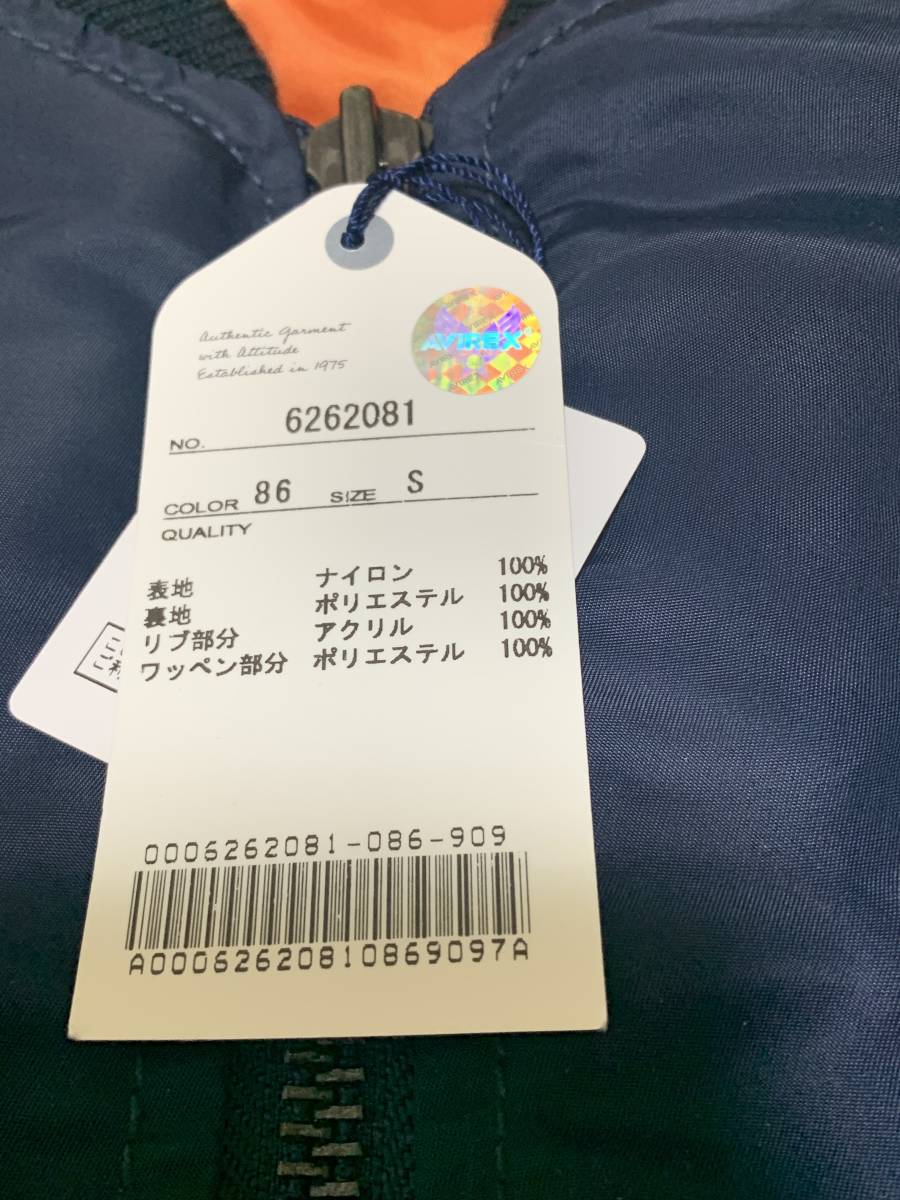 Authentic garment
with attitude
Established in 1975
AVIREX
NO. 6262081
COLOR 86 SIZE S
QUALITY
表地 ナイロン 100%
裏地 ポリエステル 100%
リブ部分 アクリル 100%
ワッペン部分 ポリエステル 100%
0006262081-086-909
A00062620810869097A